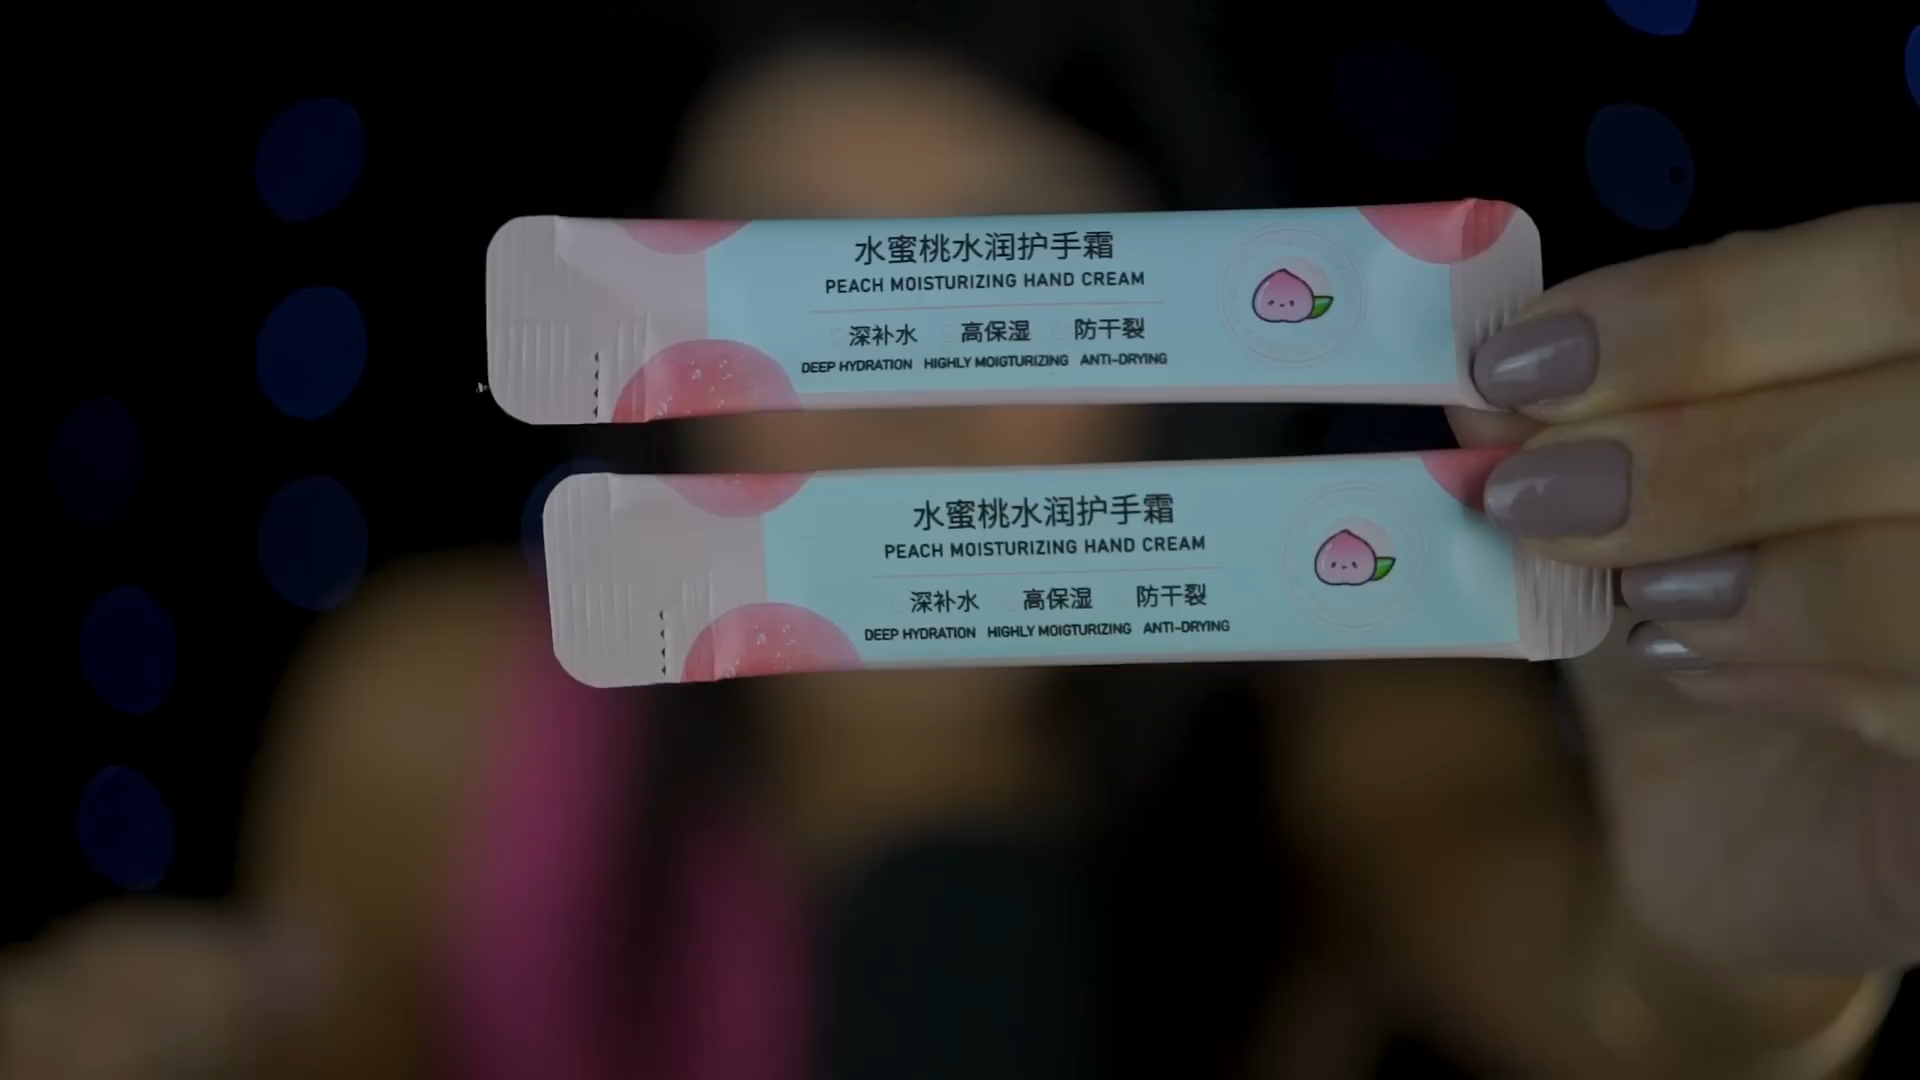 水蜜桃水润护手霜
PEACH MOISTURIZING HAND CREAM
深补水 高保湿 防干裂
DEEP HYDRATION HIGHLY MOIGTURIZING ANTI-DRYING
水蜜桃水润护手霜
PEACH MOISTURIZING HAND CREAM
深补水 高保湿 防干裂
DEEP HYDRATION HIGHLY MOIGTURIZING ANTI-DRYING